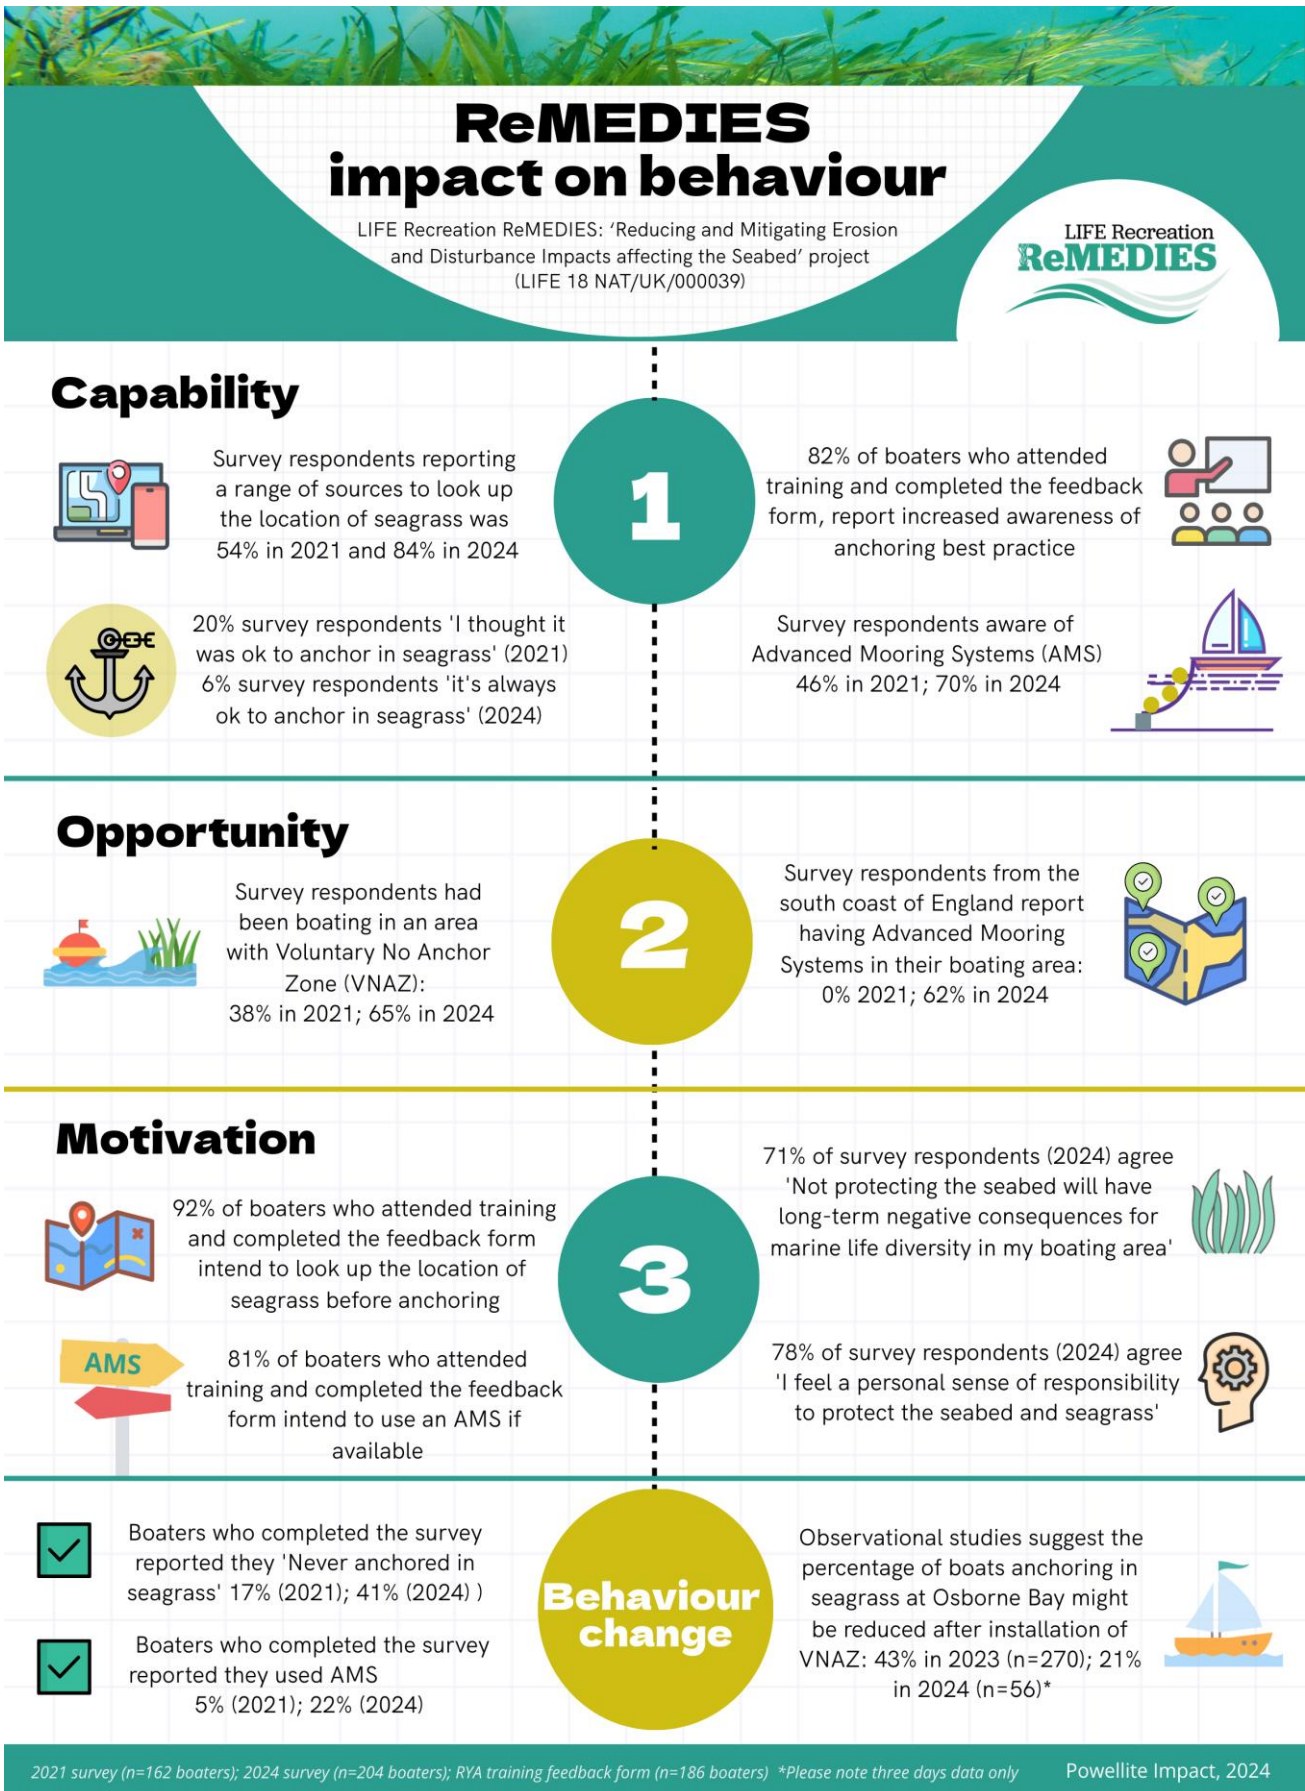 ReMEDIES
impact on behaviour
LIFE Recreation ReMEDIES: ‘Reducing and Mitigating Erosion
and Disturbance Impacts affecting the Seabed’ project
(LIFE 18 NAT/UK/000039)
LIFE Recreation
ReMEDIES
Capability
1
Survey respondents reporting
a range of sources to look up
the location of seagrass was
54% in 2021 and 84% in 2024
82% of boaters who attended
training and completed the feedback
form, report increased awareness of
anchoring best practice
20% survey respondents 'I thought it
was ok to anchor in seagrass' (2021)
6% survey respondents 'it's always
ok to anchor in seagrass' (2024)
Survey respondents aware of
Advanced Mooring Systems (AMS)
46% in 2021; 70% in 2024
Opportunity
2
Survey respondents had
been boating in an area
with Voluntary No Anchor
Zone (VNAZ):
38% in 2021; 65% in 2024
Survey respondents from the
south coast of England report
having Advanced Mooring
Systems in their boating area:
0% 2021; 62% in 2024
Motivation
3
92% of boaters who attended training
and completed the feedback form
intend to look up the location of
seagrass before anchoring
71% of survey respondents (2024) agree
'Not protecting the seabed will have
long-term negative consequences for
marine life diversity in my boating area'
AMS
81% of boaters who attended
training and completed the feedback
form intend to use an AMS if
available
78% of survey respondents (2024) agree
'I feel a personal sense of responsibility
to protect the seabed and seagrass'
Behaviour
change
Boaters who completed the survey
reported they 'Never anchored in
seagrass' 17% (2021); 41% (2024) )
Boaters who completed the survey
reported they used AMS
5% (2021); 22% (2024)
Observational studies suggest the
percentage of boats anchoring in
seagrass at Osborne Bay might
be reduced after installation of
VNAZ: 43% in 2023 (n=270); 21%
in 2024 (n=56)*
2021 survey (n=162 boaters); 2024 survey (n=204 boaters); RYA training feedback form (n=186 boaters) *Please note three days data only
Powellite Impact, 2024